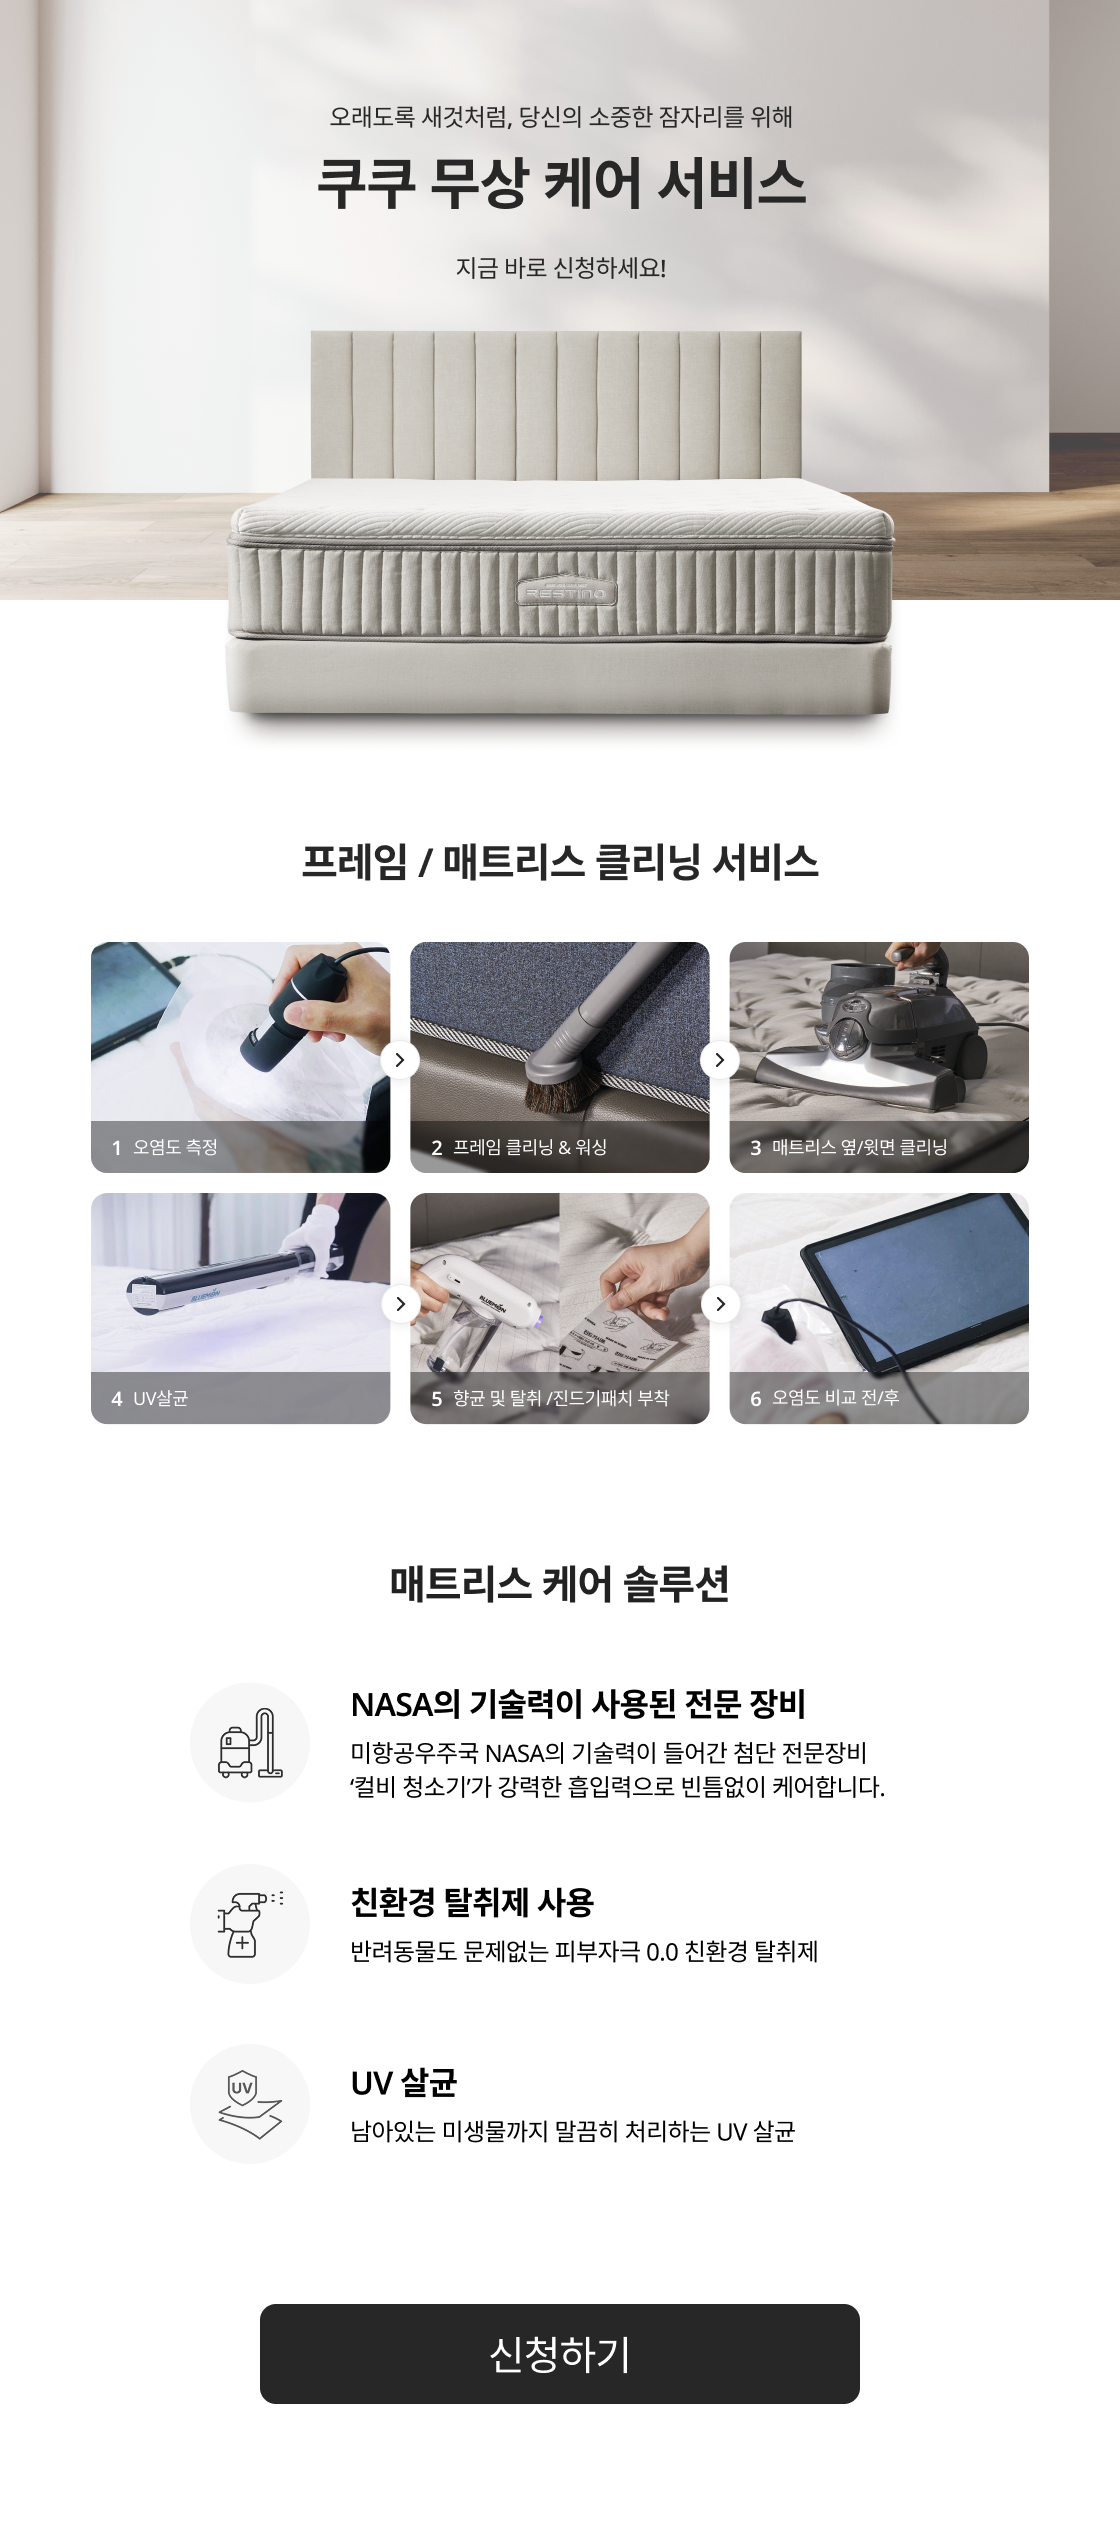 오래도록 새것처럼, 당신의 소중한 잠자리를 위해
쿠쿠 무상 케어 서비스
지금 바로 신청하세요!
RESTINO
프레임 / 매트리스 클리닝 서비스
1 오염도 측정
2 프레임 클리닝 & 워싱
3 매트리스 옆/윗면 클리닝
BLUEMOON
BLUEMOON
4 UV살균
5 향균 및 탈취 /진드기패치 부착
6 오염도 비교 전/후
매트리스 케어 솔루션
NASA의 기술력이 사용된 전문 장비
미항공우주국 NASA의 기술력이 들어간 첨단 전문장비
‘컬비 청소기’가 강력한 흡입력으로 빈틈없이 케어합니다.
친환경 탈취제 사용
반려동물도 문제없는 피부자극 0.0 친환경 탈취제
UV
UV 살균
남아있는 미생물까지 말끔히 처리하는 UV 살균
신청하기